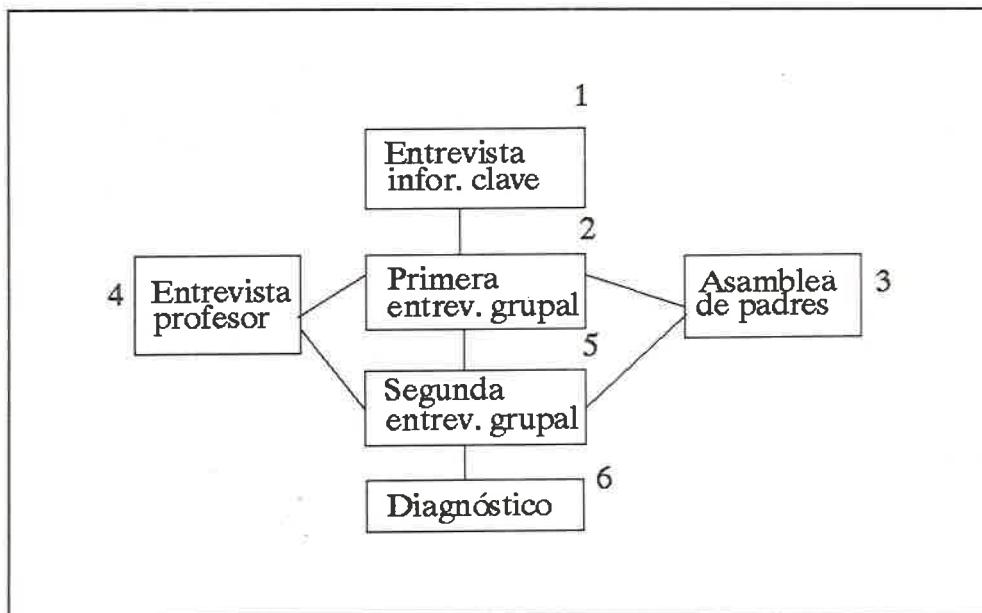 1
Entrevista
infor. clave
2
Primera
entrev. grupal
Asamblea
de padres
3
4
Entrevista
profesor
5
Segunda
entrev. grupal
6
Diagnóstico